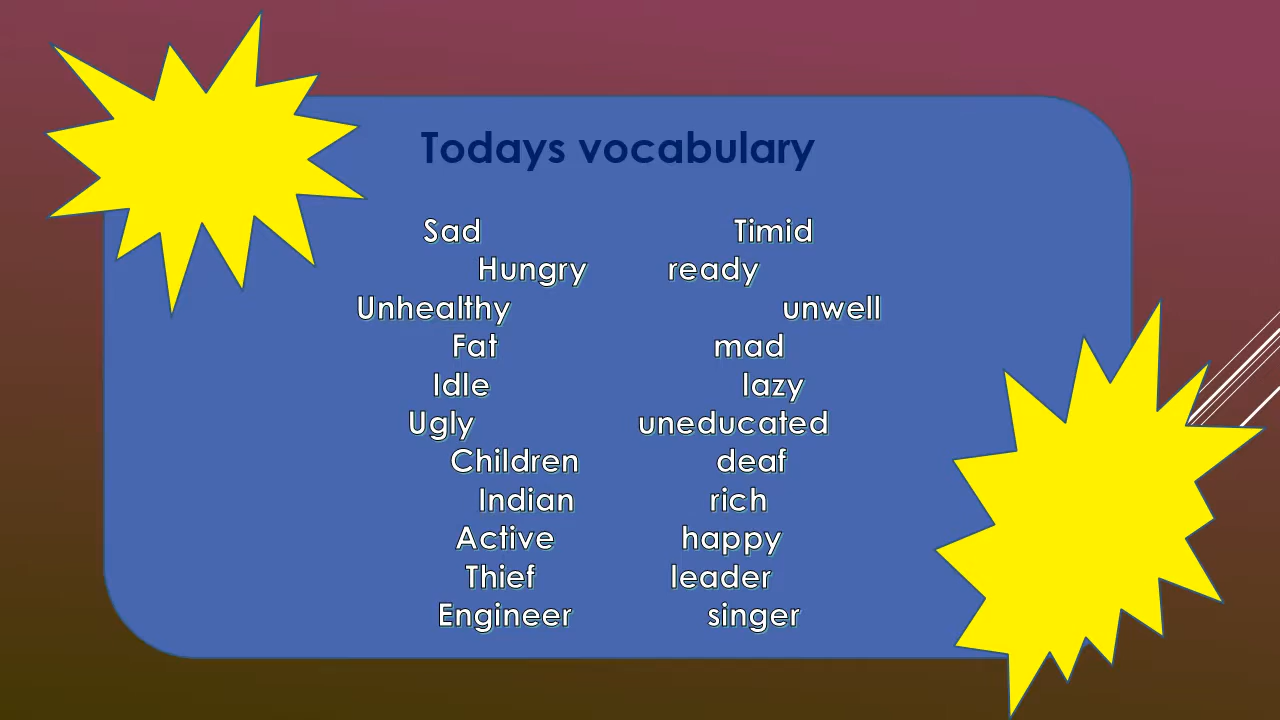 Todays vocabulary
Sad Timid
Hungry ready
Unhealthy unwell
Fat mad
Idle lazy
Ugly uneducated
Children deaf
Indian rich
Active happy
Thief leader
Engineer singer